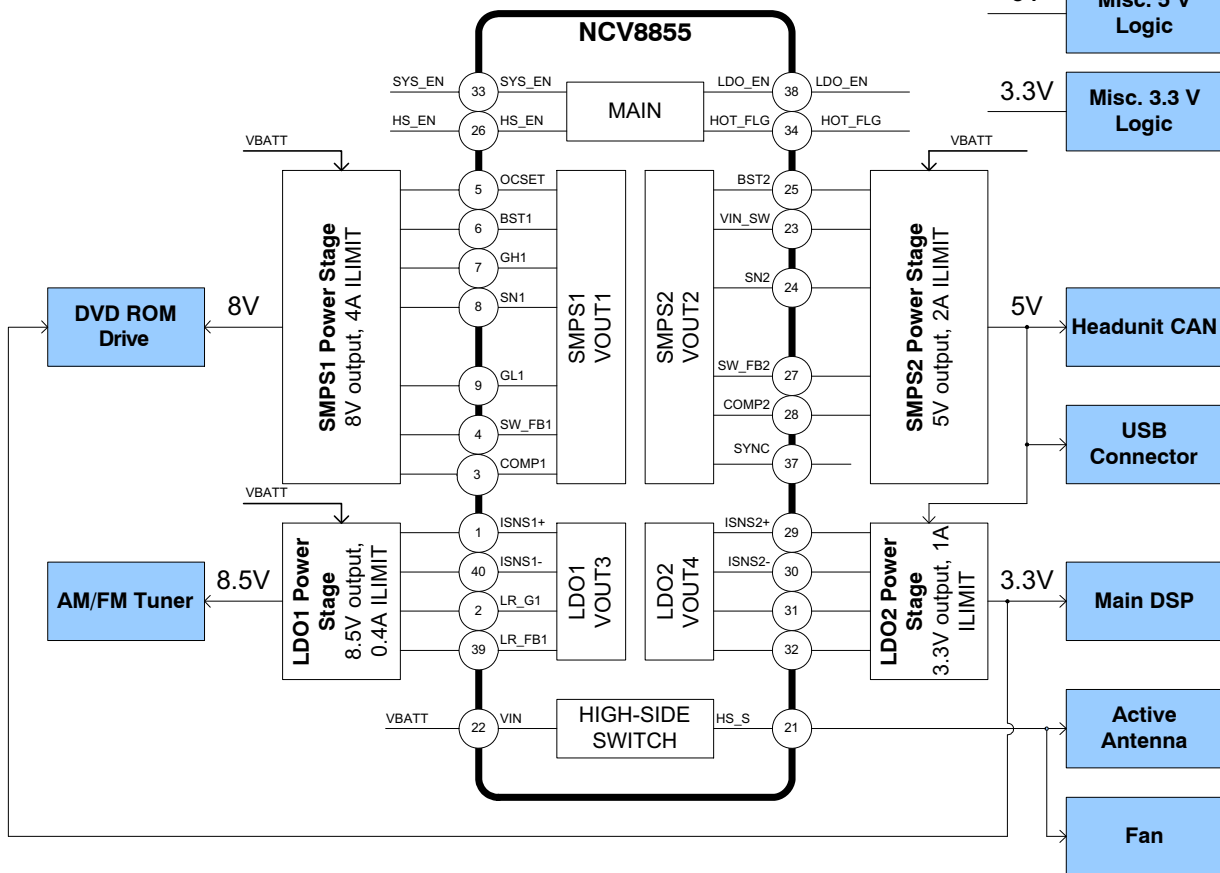 NCV8855
Misc. 5 V
Logic
3.3V
Misc. 3.3 V
Logic
SYS_EN
33
SYS_EN
MAIN
LDO_EN
38
LDO_EN
HS_EN
26
HS_EN
HOT_FLG
34
HOT_FLG
VBATT
VBATT
SMPS1 Power Stage
8V output, 4A ILIMIT
5
OCSET
6
BST1
7
GH1
8
SN1
9
GL1
4
SW_FB1
3
COMP1
SMPS1
VOUT1
SMPS2
VOUT2
BST2
25
VIN_SW
23
SN2
24
SW_FB2
27
COMP2
28
SYNC
37
SMPS2 Power Stage
5V output, 2A ILIMIT
DVD ROM
Drive
8V
5V
Headunit CAN
USB
Connector
VBATT
LDO1 Power
Stage
8.5V output,
0.4A ILIMIT
1
ISNS1+
40
ISNS1-
2
LR_G1
39
LR_FB1
LDO1
VOUT3
LDO2
VOUT4
ISNS2+
29
ISNS2-
30
31
32
LDO2 Power
Stage
3.3V output, 1A
ILIMIT
AM/FM Tuner
8.5V
3.3V
Main DSP
VBATT
22
VIN
HIGH-SIDE
SWITCH
HS_S
21
Active
Antenna
Fan